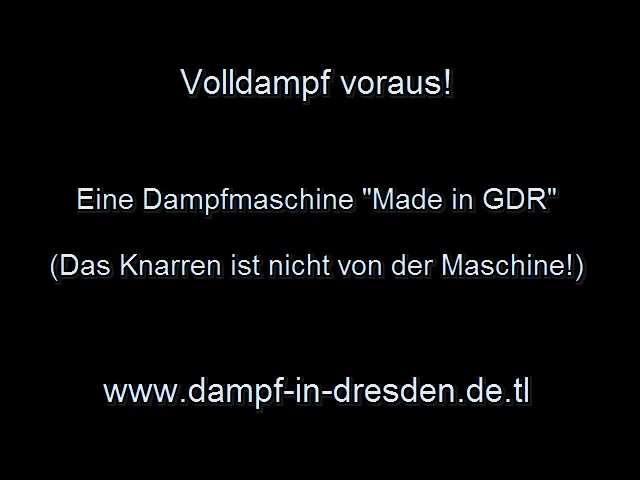 Volldampf voraus!
Eine Dampfmaschine "Made in GDR"
(Das Knarren ist nicht von der Maschine!)
www.dampf-in-dresden.de.tl